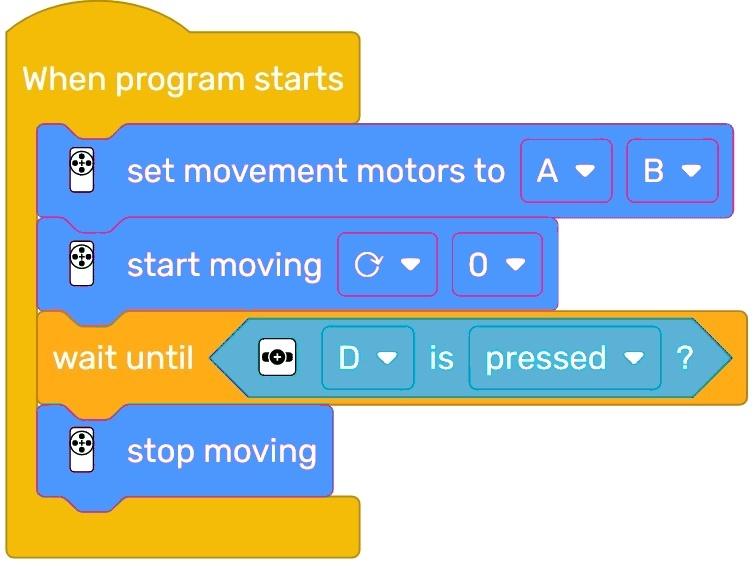 When program starts
set movement motors to A B
start moving 0
wait until D is pressed ?
stop moving